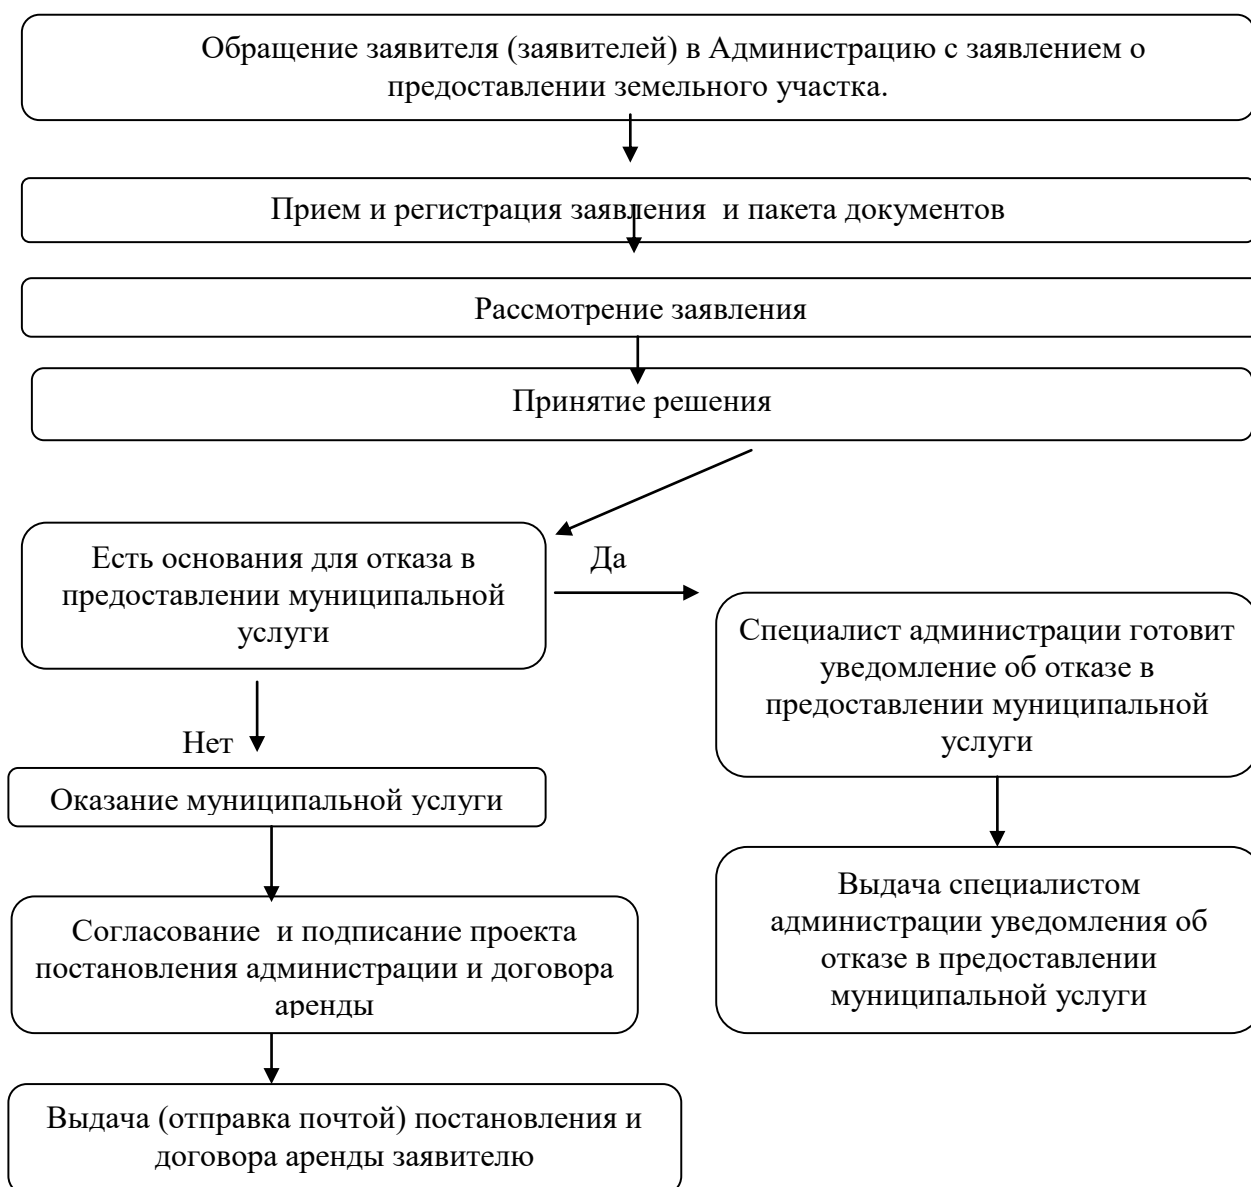 Обращение заявителя (заявителей) в Администрацию с заявлением о
предоставлении земельного участка.
Прием и регистрация заявления и пакета документов
Рассмотрение заявления
Принятие решения
Есть основания для отказа в
предоставлении муниципальной
услуги
Да
Специалист администрации готовит
уведомление об отказе в
предоставлении муниципальной
услуги
Нет
Оказание муниципальной услуги
Выдача специалистом
администрации уведомления об
отказе в предоставлении
муниципальной услуги
Согласование и подписание проекта
постановления администрации и договора
аренды
Выдача (отправка почтой) постановления и
договора аренды заявителю